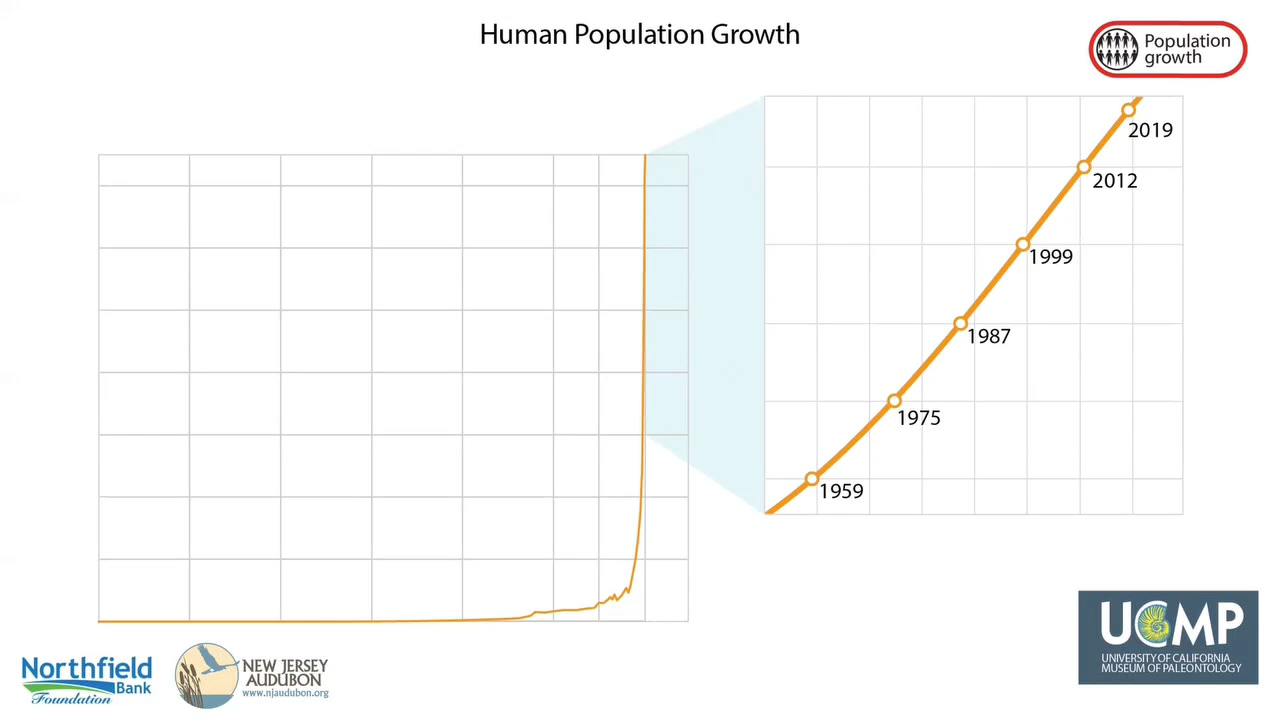 Human Population Growth
Population
growth
2019
2012
1999
1987
1975
1959
Northfield
Bank
Foundation
NEW JERSEY
AUDUBON
www.njaudubon.org
UCMP
UNIVERSITY OF CALIFORNIA
MUSEUM OF PALEONTOLOGY